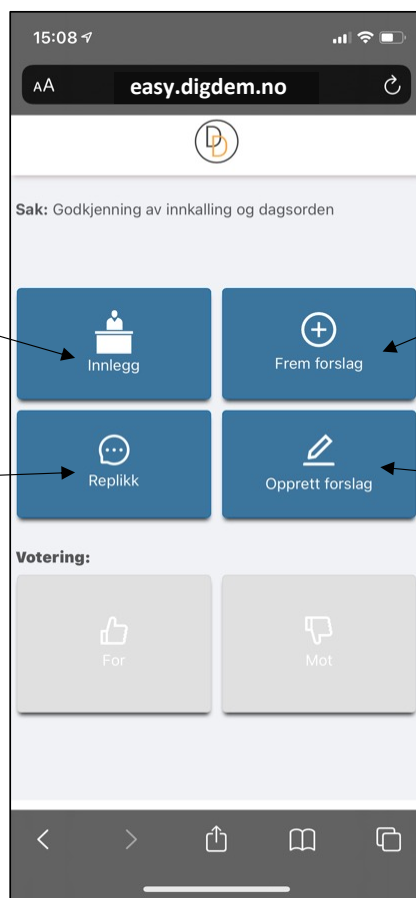 15:08
AA easy.digdem.no
DD
Sak: Godkjenning av innkalling og dagsorden
Innlegg
Frem forslag
Replikk
Opprett forslag
Votering:
For
Mot